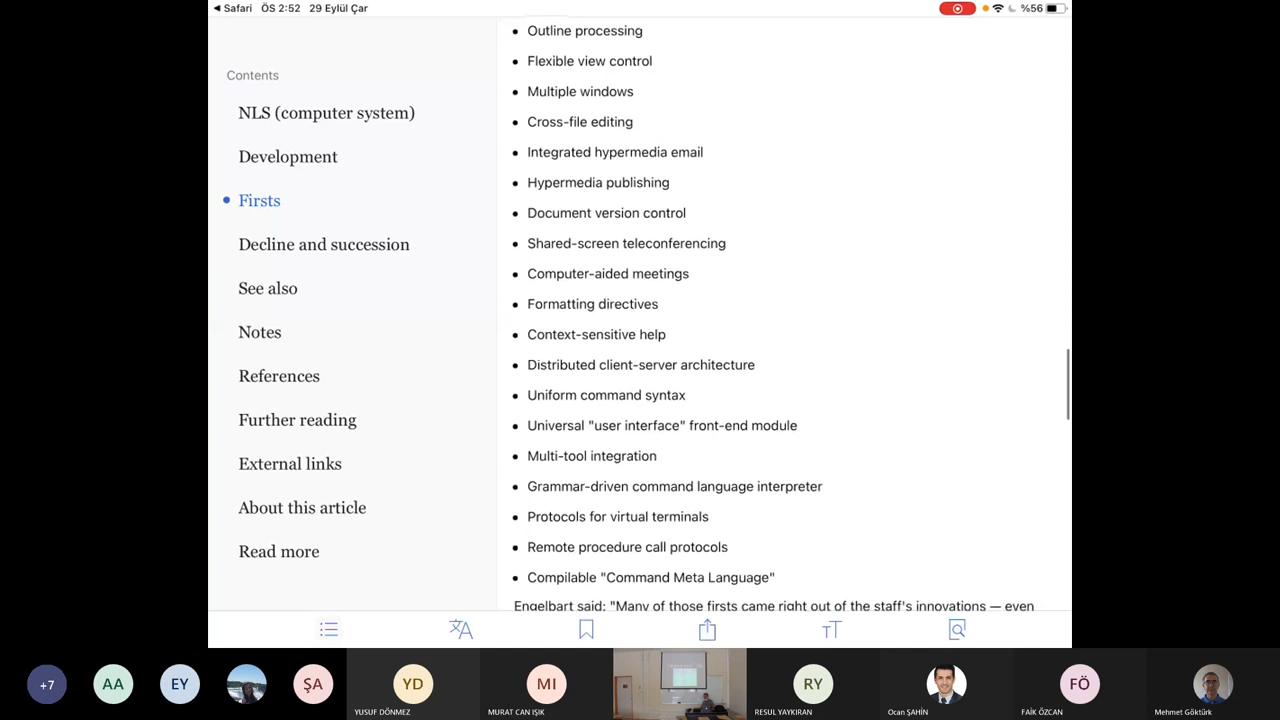 Safari ÖS 2:52 29 Eylül Çar %56
Contents
NLS (computer system)
Development
Firsts
Decline and succession
See also
Notes
References
Further reading
External links
About this article
Read more
Outline processing
Flexible view control
Multiple windows
Cross-file editing
Integrated hypermedia email
Hypermedia publishing
Document version control
Shared-screen teleconferencing
Computer-aided meetings
Formatting directives
Context-sensitive help
Distributed client-server architecture
Uniform command syntax
Universal "user interface" front-end module
Multi-tool integration
Grammar-driven command language interpreter
Protocols for virtual terminals
Remote procedure call protocols
Compilable "Command Meta Language"
Engelbart said: "Many of those firsts came right out of the staff's innovations — even
+7 AA EY ŞA YD MI RY FÖ
YUSUF DÖNMEZ MURAT CAN IŞIK RESUL YAYKIRAN Ocan ŞAHİN FAİK ÖZCAN Mehmet Göktürk